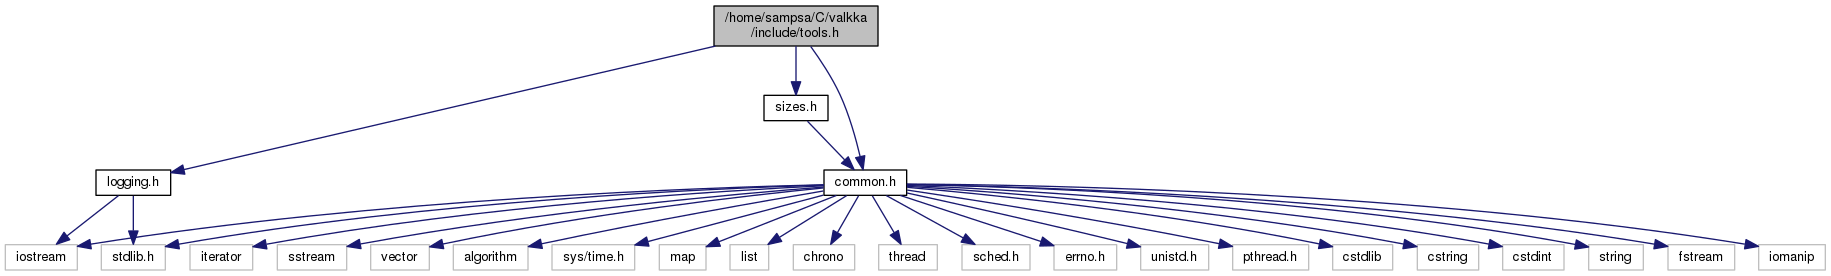 /home/sampsa/C/valkka
/include/tools.h
sizes.h
logging.h
common.h
iostream
stdlib.h
iterator
sstream
vector
algorithm
sys/time.h
map
list
chrono
thread
sched.h
errno.h
unistd.h
pthread.h
cstdlib
cstring
cstdint
string
fstream
iomanip